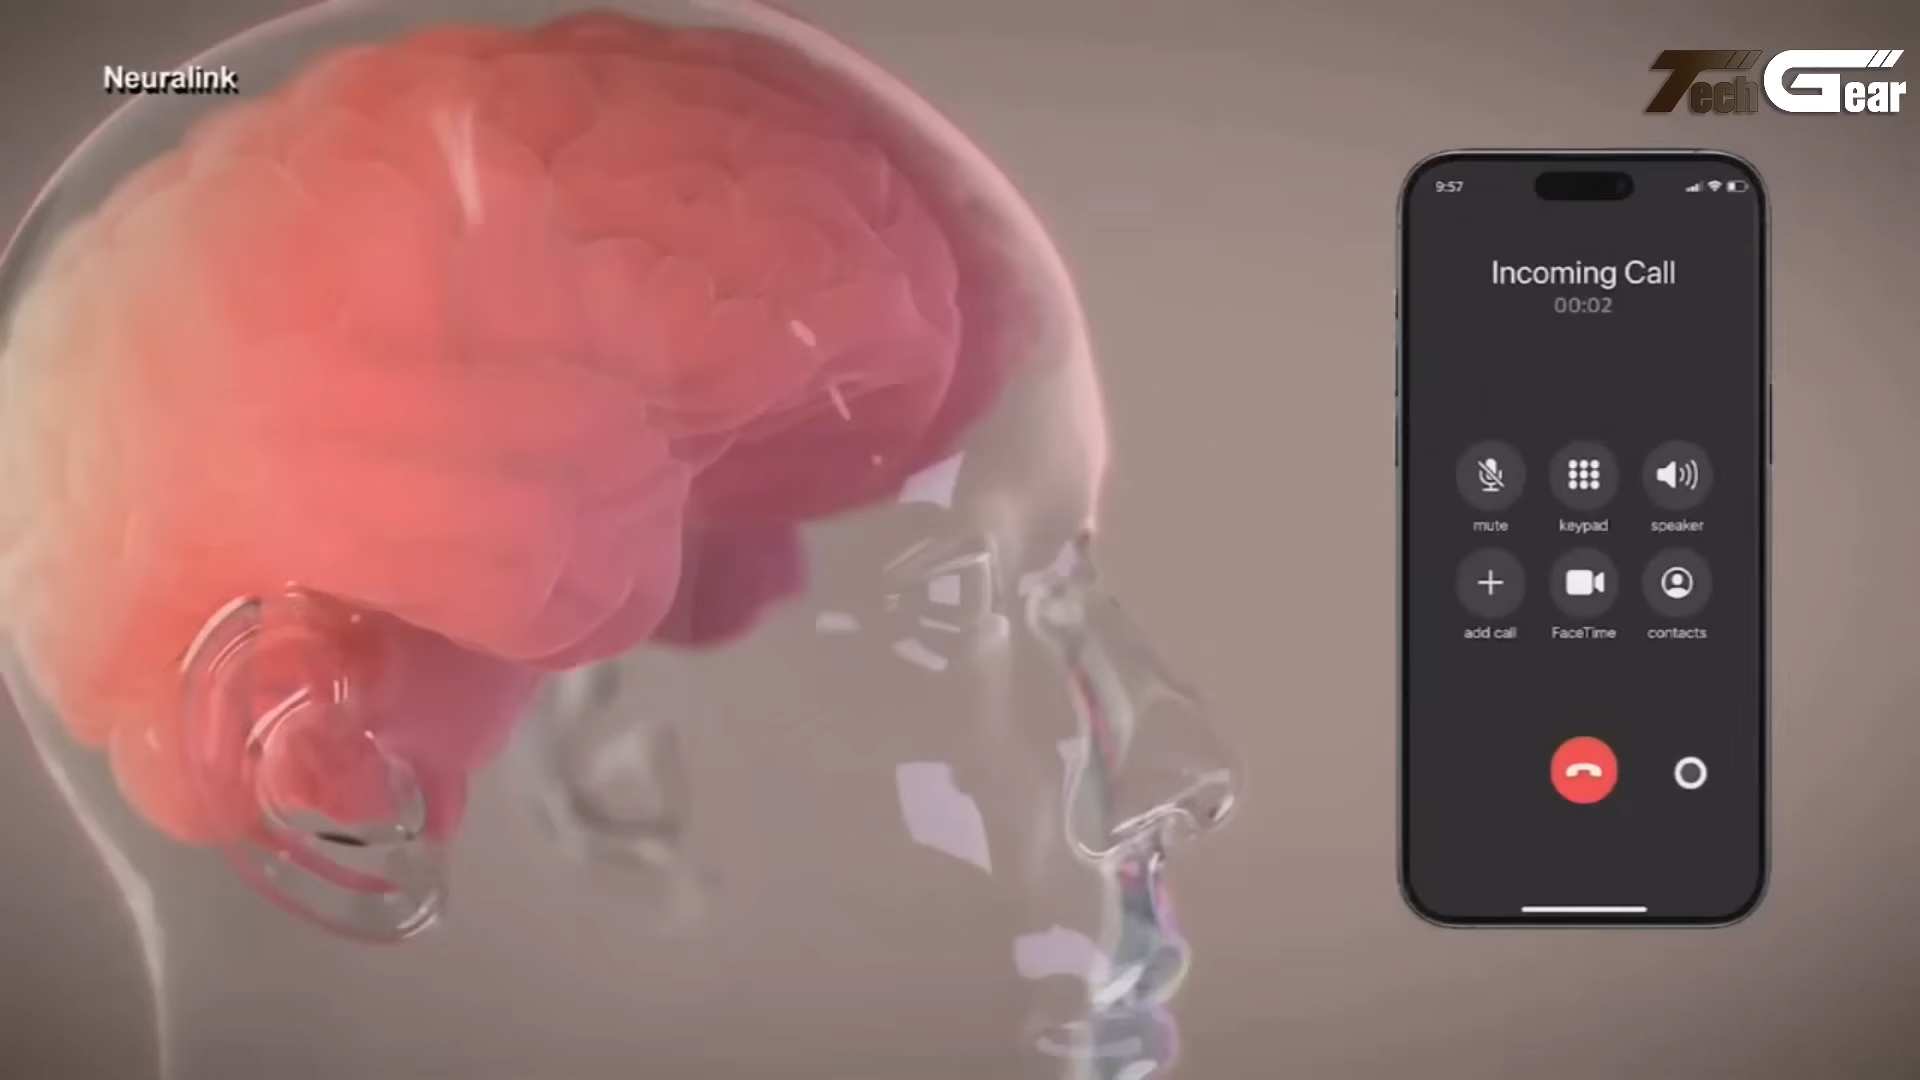 Neuralink
Tech Gear
9:57
Incoming Call
00:02
mute
keypad
speaker
add call
FaceTime
contacts